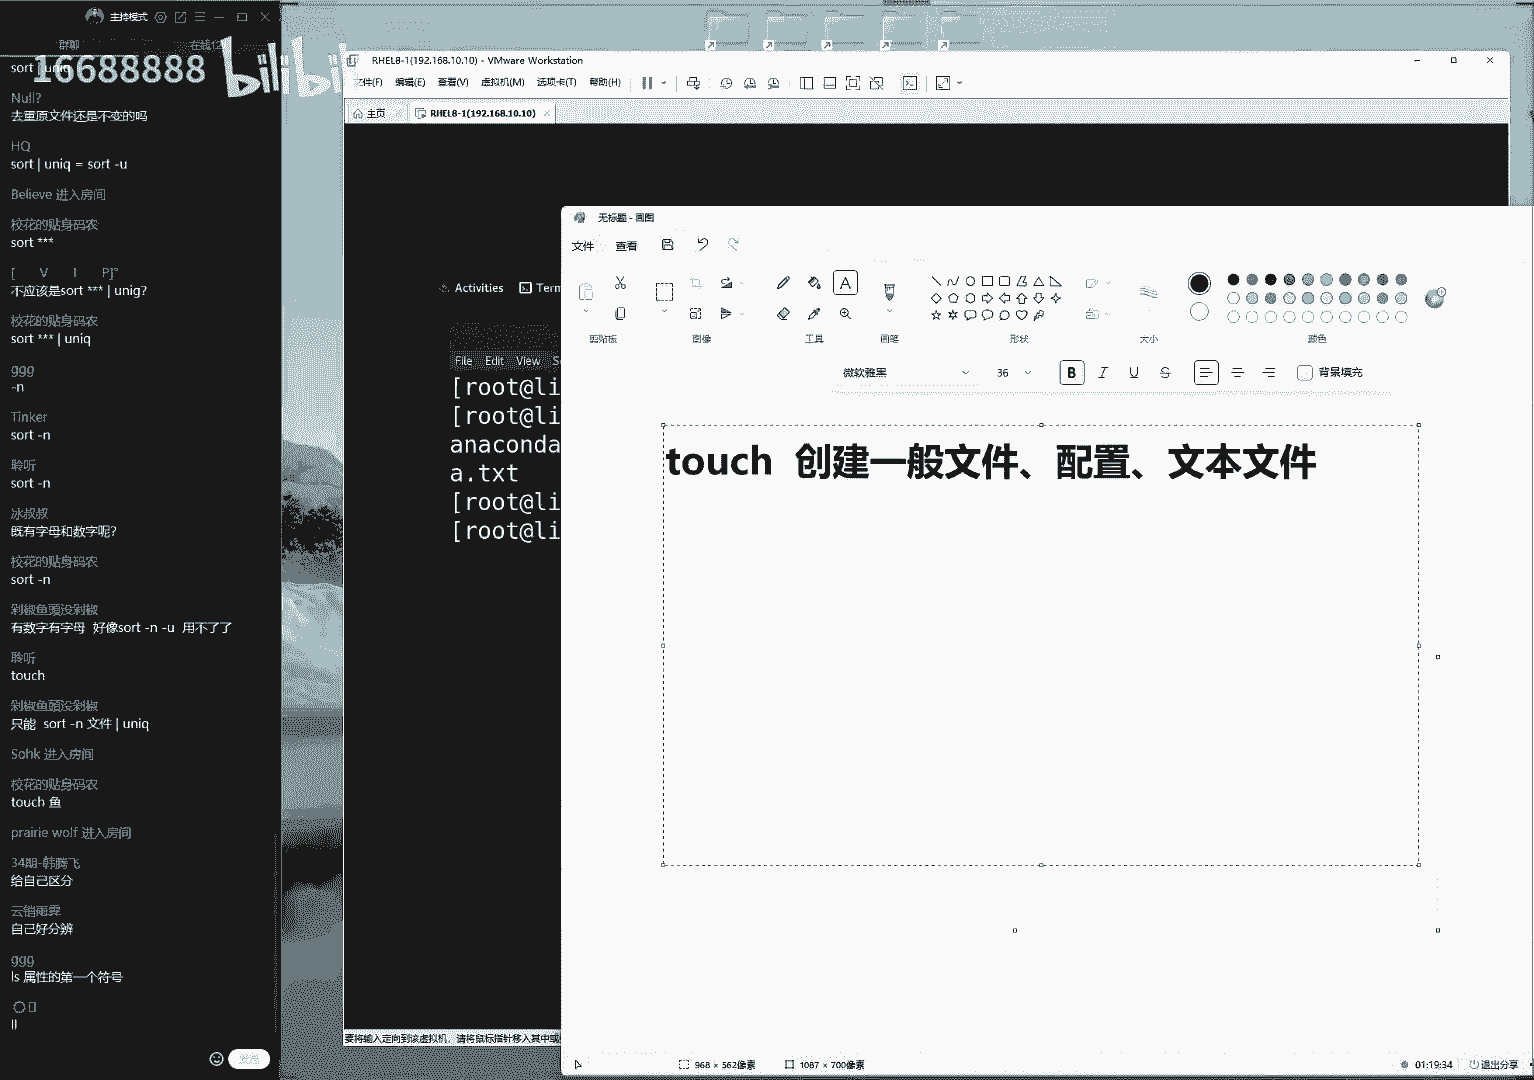 主持模式
群聊
16688888
bilibili
sort | uniq
Null?
去重原文件还是不变的吗
HQ
sort | uniq = sort -u
Believe 进入房间
校花的贴身码农
sort ***
[ V I P]°
不应该是sort *** | unig?
校花的贴身码农
sort *** | uniq
ggg
-n
Tinker
sort -n
聆听
sort -n
冰叔叔
既有字母和数字呢?
校花的贴身码农
sort -n
剁椒鱼頭没剁椒
有数字有字母 好像sort -n -u 用不了了
聆听
touch
剁椒鱼頭没剁椒
只能 sort -n 文件 | uniq
Sohk 进入房间
校花的贴身码农
touch 鱼
prairie wolf 进入房间
34期-韩腾飞
给自己区分
云销雨霁
自己好分辨
ggg
ls 属性的第一个符号
ll
发送
RHEL8-1(192.168.10.10) - VMware Workstation
文件(F) 编辑(E) 查看(V) 虚拟机(M) 选项卡(T) 帮助(H)
主页 RHEL8-1(192.168.10.10)
Activities Term
File Edit View
[root@li
[root@li
anaconda
a.txt
[root@li
[root@li
要将输入定向到该虚拟机，请将鼠标指针移入其中或
无标题 - 画图
文件 查看
剪贴板 图像 工具 画笔 形状 大小 颜色
微软雅黑 36 B I U S 背景填充
touch 创建一般文件、配置、文本文件
968 × 562像素 1087 × 700像素 01:19:34 退出分享